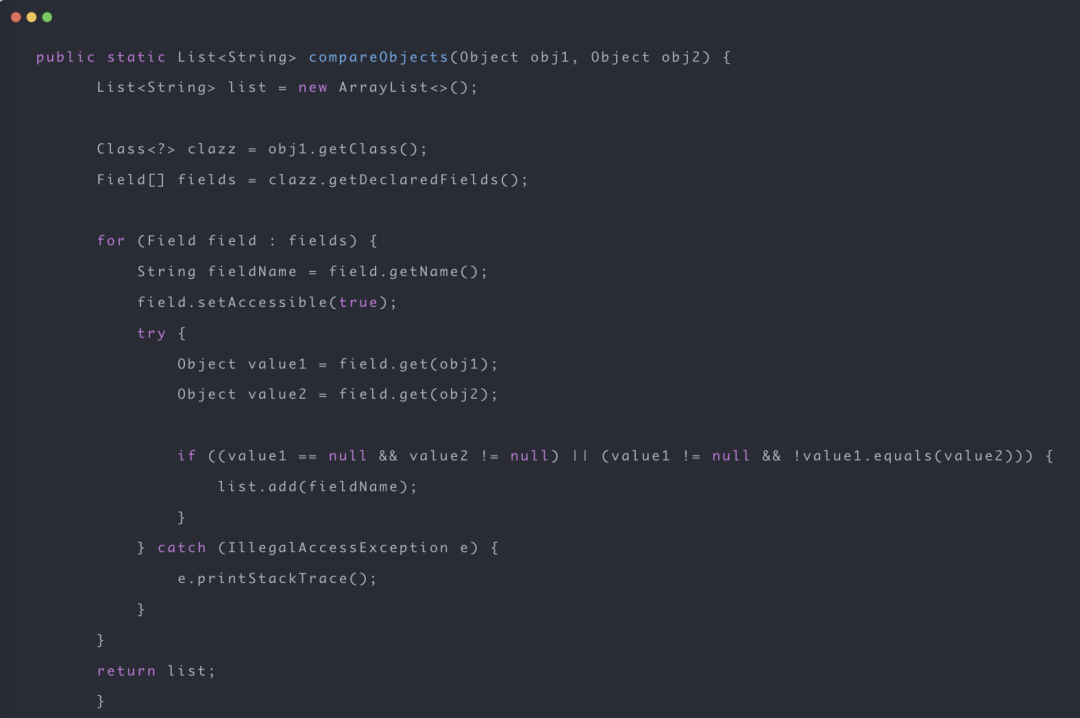 public static List<String> compareObjects(Object obj1, Object obj2) {
List<String> list = new ArrayList<>();
Class<?> clazz = obj1.getClass();
Field[] fields = clazz.getDeclaredFields();
for (Field field : fields) {
String fieldName = field.getName();
field.setAccessible(true);
try {
Object value1 = field.get(obj1);
Object value2 = field.get(obj2);
if ((value1 == null && value2 != null) || (value1 != null && !value1.equals(value2))) {
list.add(fieldName);
}
} catch (IllegalAccessException e) {
e.printStackTrace();
}
}
return list;
}